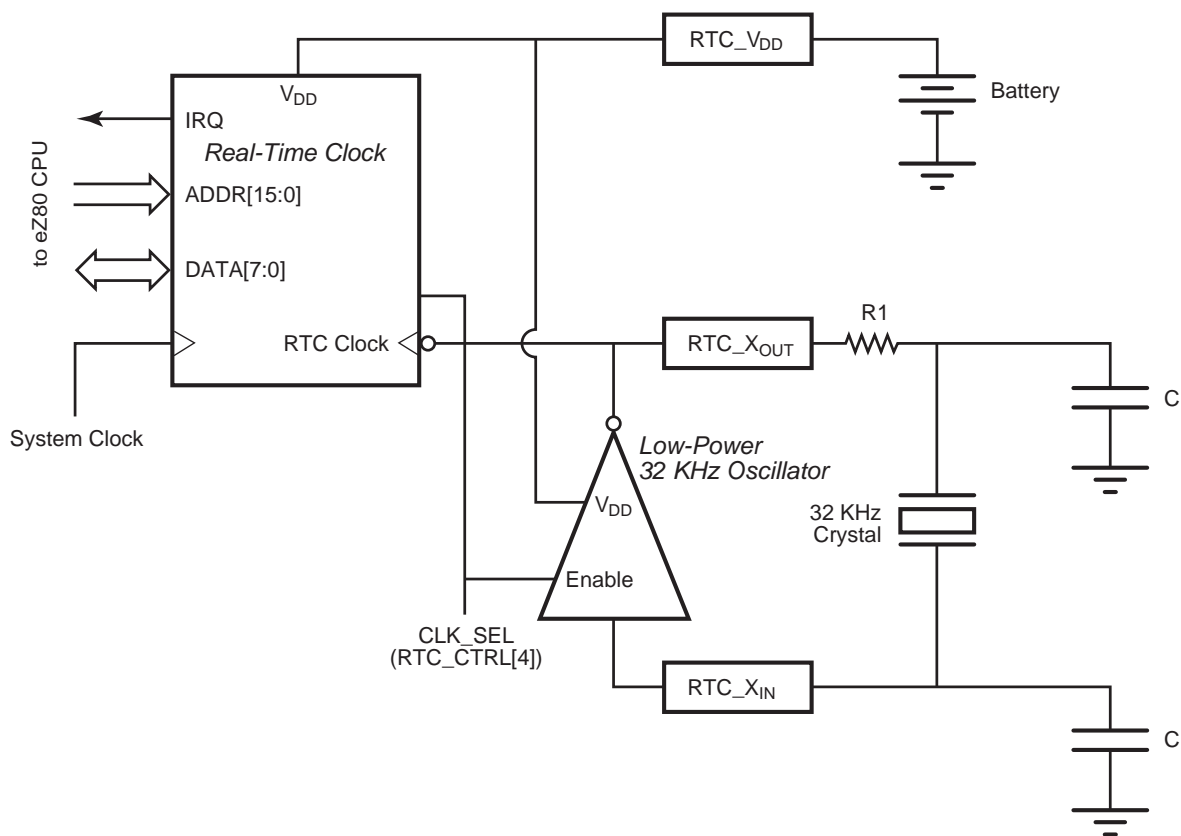 RTC_VDD
Battery
VDD
IRQ
Real-Time Clock
ADDR[15:0]
to eZ80 CPU
DATA[7:0]
RTC Clock
System Clock
R1
RTC_XOUT
C
Low-Power
32 KHz Oscillator
VDD
32 KHz
Crystal
Enable
CLK_SEL
(RTC_CTRL[4])
RTC_XIN
C